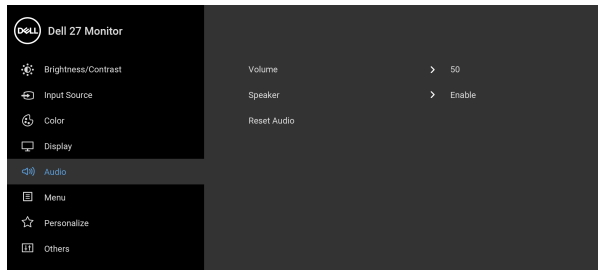 DELL Dell 27 Monitor
Brightness/Contrast
Input Source
Color
Display
Audio
Menu
Personalize
Others
Volume 50
Speaker Enable
Reset Audio